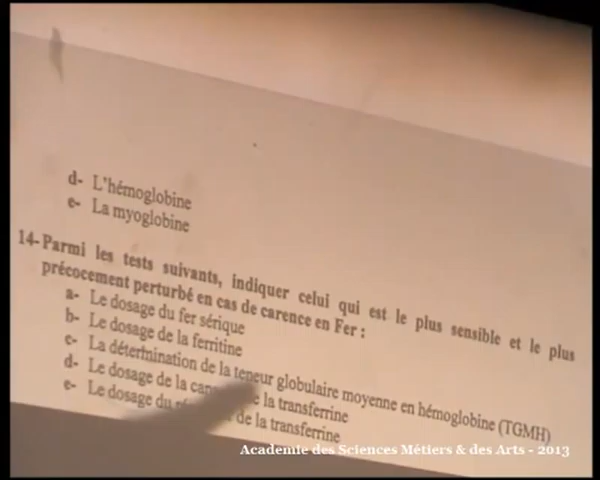 d- L'hémoglobine
e- La myoglobine
14- Parmi les tests suivants, indiquer celui qui est le plus sensible et le plus
précocement perturbé en cas de carence en Fer :
a- Le dosage du fer sérique
b- Le dosage de la ferritine
c- La détermination de la teneur globulaire moyenne en hémoglobine (TGMH)
d- Le dosage de la de la transferrine
e- Le dosage du de la transferrine
Academie des Sciences Métiers & des Arts - 2013